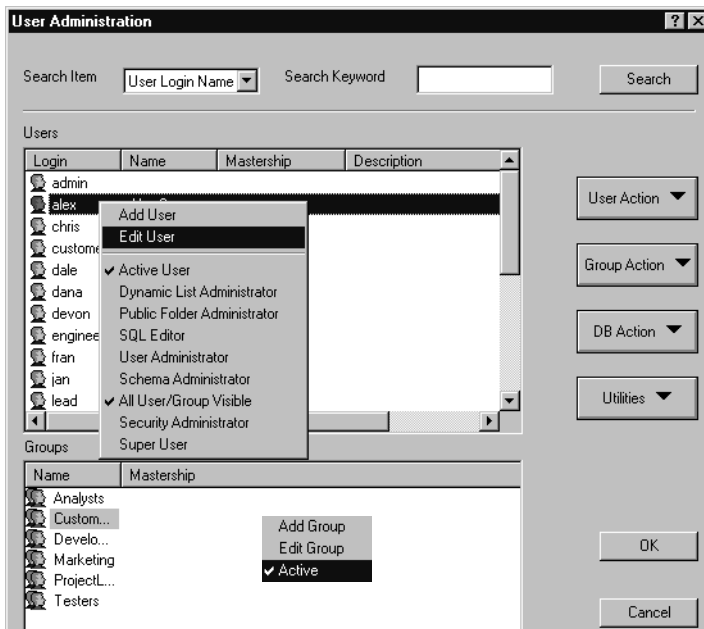 User Administration
Search Item
User Login Name
Search Keyword
Search
Users
Login Name Mastership Description
admin
alex
chris
custome
dale
dana
devon
enginee
fran
jan
lead
Add User
Edit User
Active User
Dynamic List Administrator
Public Folder Administrator
SQL Editor
User Administrator
Schema Administrator
All User/Group Visible
Security Administrator
Super User
User Action
Group Action
DB Action
Utilities
Groups
Name Mastership
Analysts
Custom...
Develo...
Marketing
ProjectL...
Testers
Add Group
Edit Group
Active
OK
Cancel